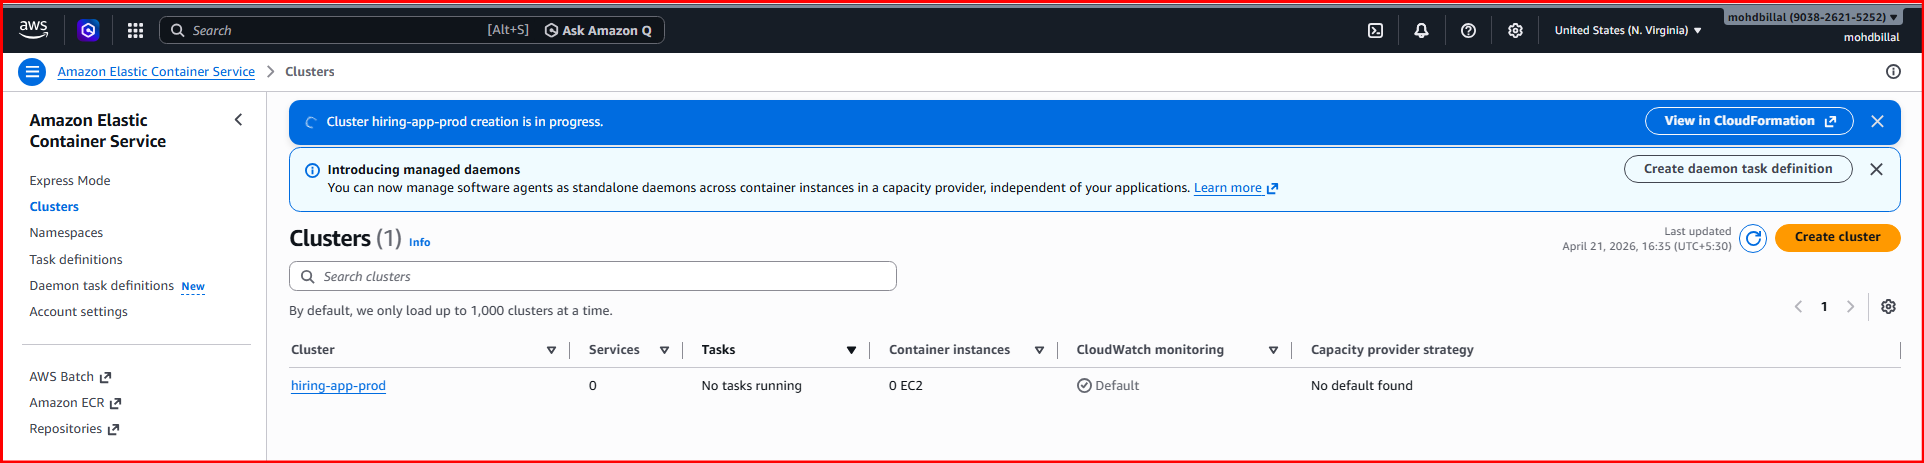 aws
Search [Alt+S] Ask Amazon Q
United States (N. Virginia) ▼
mohdbillal (9038-2621-5252) ▼
mohdbillal
Amazon Elastic Container Service > Clusters
Amazon Elastic
Container Service
Express Mode
Clusters
Namespaces
Task definitions
Daemon task definitions New
Account settings
AWS Batch
Amazon ECR
Repositories
Cluster hiring-app-prod creation is in progress.
View in CloudFormation
Introducing managed daemons
You can now manage software agents as standalone daemons across container instances in a capacity provider, independent of your applications. Learn more
Create daemon task definition
Clusters (1) Info
Last updated
April 21, 2026, 16:35 (UTC+5:30)
Create cluster
Search clusters
By default, we only load up to 1,000 clusters at a time.
1
Cluster Services Tasks Container instances CloudWatch monitoring Capacity provider strategy
hiring-app-prod 0 No tasks running 0 EC2 Default No default found